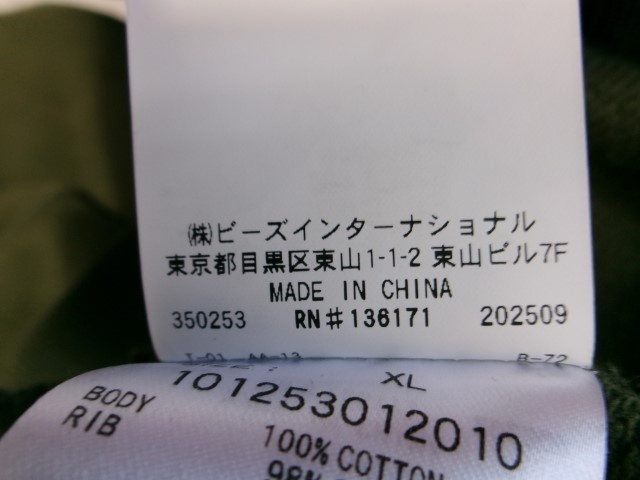 ㈱ビーズインターナショナル
東京都目黒区東山1-1-2 東山ビル7F
MADE IN CHINA
350253 RN#136171 202509
B-72
XL
101253012010
BODY 100% COTTON
RIB 98%